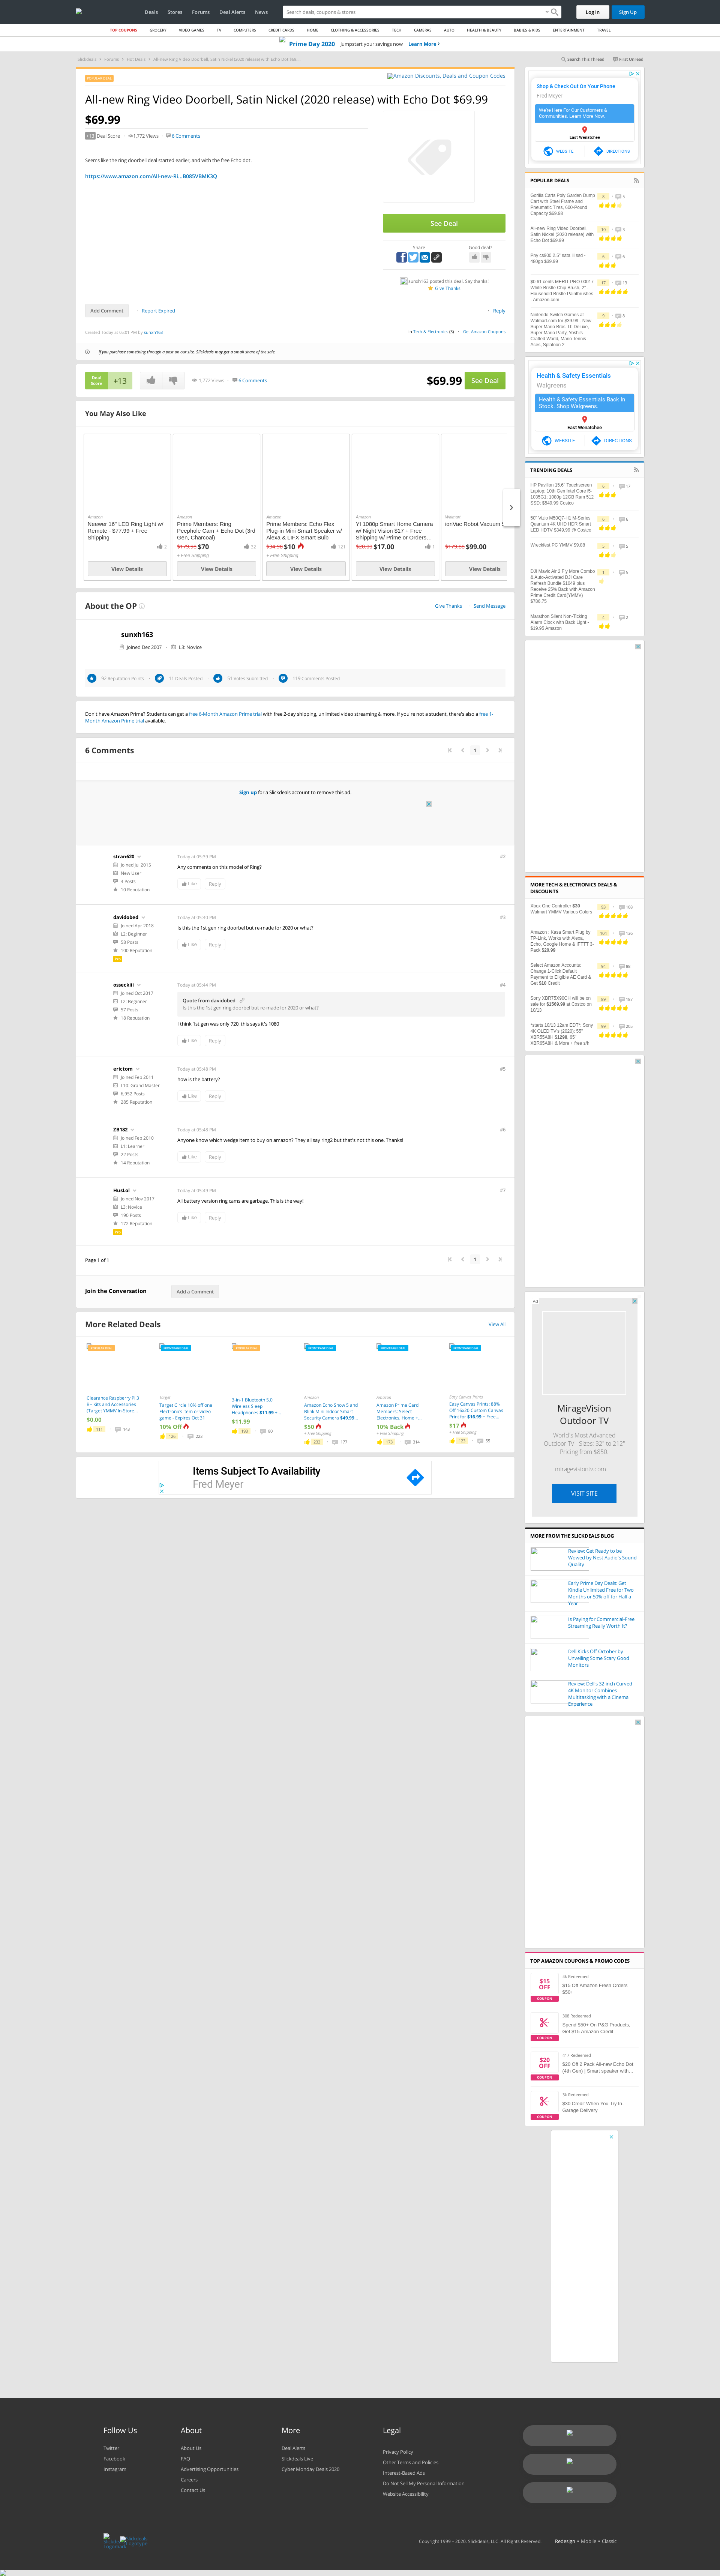 Deals
Stores
Forums
Deal Alerts
News
Search deals, coupons & stores
Log In
Sign Up
TOP COUPONS
GROCERY
VIDEO GAMES
TV
COMPUTERS
CREDIT CARDS
HOME
CLOTHING & ACCESSORIES
TECH
CAMERAS
AUTO
HEALTH & BEAUTY
BABIES & KIDS
ENTERTAINMENT
TRAVEL
Prime Day 2020 Jumpstart your savings now Learn More
Slickdeals > Forums > Hot Deals > All-new Ring Video Doorbell, Satin Nickel (2020 release) with Echo Dot $69...
Search This Thread
First Unread
Amazon Discounts, Deals and Coupon Codes
All-new Ring Video Doorbell, Satin Nickel (2020 release) with Echo Dot $69.99
$69.99
+13 Deal Score
1,772 Views
6 Comments
Seems like the ring doorbell deal started earlier, and with the free Echo dot.
https://www.amazon.com/All-new-Ri...B08SVBMK3Q
See Deal
Share
Good deal?
sunxh163 posted this deal. Say thanks!
Give Thanks
Add Comment
Report Expired
Reply
Created Today at 05:01 PM by sunxh163
in Tech & Electronics (3)
Get Amazon Coupons
If you purchase something through a post on our site, Slickdeals may get a small share of the sale.
Deal Score
+13
1,772 Views
6 Comments
$69.99
See Deal
You May Also Like
Amazon
Neewer 16" LED Ring Light w/ Remote - $77.99 + Free Shipping
2
View Details
Amazon
Prime Members: Ring Peephole Cam + Echo Dot (3rd Gen, Charcoal)
$179.98 $70
32
+ Free Shipping
View Details
Amazon
Prime Members: Echo Flex Plug-in Mini Smart Speaker w/ Alexa & LIFX Smart Bulb
$34.98 $10
121
+ Free Shipping
View Details
Amazon
YI 1080p Smart Home Camera w/ Night Vision $17 + Free Shipping w/ Prime or Orders...
$20.00 $17.00
View Details
Walmart
ionVac Robot Vacuum $
$179.88 $99.00
View Details
About the OP
Give Thanks
Send Message
sunxh163
Joined Dec 2007
L3: Novice
92 Reputation Points
11 Deals Posted
51 Votes Submitted
119 Comments Posted
Don't have Amazon Prime? Students can get a free 6-Month Amazon Prime trial with free 2-day shipping, unlimited video streaming & more. If you're not a student, there's also a free 1-Month Amazon Prime trial available.
6 Comments
1
Sign up for a Slickdeals account to remove this ad.
stran620
Joined Jul 2015
New User
4 Posts
10 Reputation
Today at 05:39 PM
#2
Any comments on this model of Ring?
Like
Reply
davidobed
Joined Apr 2018
L2: Beginner
58 Posts
100 Reputation
Pro
Today at 05:40 PM
#3
Is this the 1st gen ring doorbel but re-made for 2020 or what?
Like
Reply
osseckiii
Joined Oct 2017
L2: Beginner
57 Posts
18 Reputation
Today at 05:44 PM
#4
Quote from davidobed
Is this the 1st gen ring doorbel but re-made for 2020 or what?
I think 1st gen was only 720, this says it's 1080
Like
Reply
erictom
Joined Feb 2011
L10: Grand Master
6,952 Posts
285 Reputation
Today at 05:48 PM
#5
how is the battery?
Like
Reply
ZB182
Joined Feb 2010
L1: Learner
22 Posts
14 Reputation
Today at 05:48 PM
#6
Anyone know which wedge item to buy on amazon? They all say ring2 but that's not this one. Thanks!
Like
Reply
HusLol
Joined Nov 2017
L3: Novice
190 Posts
172 Reputation
Pro
Today at 05:49 PM
#7
All battery version ring cams are garbage. This is the way!
Like
Reply
Page 1 of 1
1
Join the Conversation
Add a Comment
More Related Deals
View All
Clearance Raspberry Pi 3 B+ Kits and Accessories (Target YMMV In Store...
$0.00
111
140
Target
Target Circle 10% off one Electronics item or video game - Expires Oct 31
10% Off
126
223
3-in-1 Bluetooth 5.0 Wireless Sleep Headphones $11.99 +...
$11.99
193
80
Amazon
Amazon Echo Show 5 and Blink Mini Indoor Smart Security Camera $49.99...
$50
+ Free Shipping
232
177
Amazon
Amazon Prime Card Members: Select Electronics, Home +...
10% Back
+ Free Shipping
173
314
Easy Canvas Prints
Easy Canvas Prints: 88% Off 16x20 Custom Canvas Print for $16.99 + Free...
$17
+ Free Shipping
123
55
Items Subject To Availability
Fred Meyer
Shop & Check Out On Your Phone
Fred Meyer
We're Here For Our Customers & Communities. Learn More Now
East Wenatchee
WEBSITE
DIRECTIONS
POPULAR DEALS
Gorilla Carts Poly Garden Dump Cart with Steel Frame and Pneumatic Tires, 600-Pound Capacity $69.98
All-new Ring Video Doorbell, Satin Nickel (2020 release) with Echo Dot $69.99
Pny cs900 2.5" sata iii ssd - 480gb $39.99
$0.81 cents MERIT PRO 00017 White Bristle Chip Brush, 2" - Household Bristle Paintbrushes - Amazon.com
Nintendo Switch Games at Walmart.com for $39.99 - New Super Mario Bros. U: Deluxe, Super Mario Party, Yoshi's Crafted World, Mario Tennis Aces, Splatoon 2
Health & Safety Essentials
Walgreens
Health & Safety Essentials Back In Stock. Shop Walgreens.
East Wenatchee
WEBSITE
DIRECTIONS
TRENDING DEALS
HP Pavilion 15.6" Touchscreen Laptop, 10th Gen Intel Core i5-1035G1, 1080p 12GB Ram 512 SSD; $549.99 Costco
50" Vizio M50Q7-H1 M-Series Quantum 4K UHD HDR Smart LED HDTV $349.99 @ Costco
Wreckfest PC YMMV $9.88
DJI Mavic Air 2 Fly More Combo & Auto-Activated DJI Care Refresh Bundle $1049 plus Receive 25% Back with Amazon Prime Credit Card(YMMV) $786.75
Marathon Silent Non-Ticking Alarm Clock with Back Light - $19.90 Amazon
MORE TECH & ELECTRONICS DEALS & DISCOUNTS
Xbox One Controller $30 Walmart YMMV Various Colors
Amazon : Kasa Smart Plug by TP-Link, Works with Alexa, Echo, Google Home & IFTTT 3-Pack $20.99
Select Amazon Accounts: Change 1-Click Default Payment to Eligible AE Card & Get $10 Credit
Sony XBR75X90CH will be on sale for $1569.99 at Costco on 10/13
*starts 10/13 12am EDT*: Sony 4K OLED TV's (2020), 55" XBR55A8H $1298, 65" XBR65A8H & More + free s/h
Ad
MirageVision Outdoor TV
World's Most Advanced Outdoor TV - Sizes: 32" to 212" Pricing from $850.
miragevisiontv.com
VISIT SITE
MORE FROM THE SLICKDEALS BLOG
Review: Get Ready to be Wowed by Nest Audio's Sound Quality
Early Prime Day Deals: Get Kindle Unlimited Free for Two Months or 50% off for Half a Year
Is Paying for Commercial-Free Streaming Really Worth It?
Dell Kicks Off October by Unveiling Some Scary Good Monitors
Review: Dell's 32-inch Curved 4K Monitor Combines Multitasking with a Cinema Experience
TOP AMAZON COUPONS & PROMO CODES
$15 OFF
COUPON
4k Redeemed
$15 Off Amazon Fresh Orders $50+
COUPON
308 Redeemed
Spend $50+ On P&G Products, Get $15 Amazon Credit
$20 OFF
COUPON
417 Redeemed
$20 Off 2 Pack All-new Echo Dot (4th Gen) | Smart speaker with...
COUPON
3k Redeemed
$30 Credit When You Try In-Garage Delivery
Follow Us
Twitter
Facebook
Instagram
About
About Us
FAQ
Advertising Opportunities
Careers
Contact Us
More
Deal Alerts
Slickdeals Live
Cyber Monday Deals 2020
Legal
Privacy Policy
Other Terms and Policies
Interest-Based Ads
Do Not Sell My Personal Information
Website Accessibility
Copyright 1999 - 2020. Slickdeals, LLC. All Rights Reserved.
Redesign • Mobile • Classic